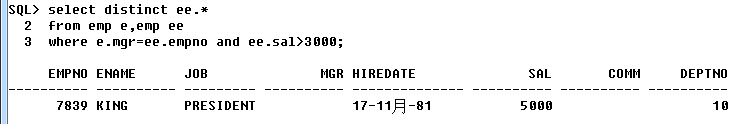 SQL> select distinct ee.*
  2  from emp e,emp ee
  3  where e.mgr=ee.empno and ee.sal>3000;
     EMPNO ENAME      JOB              MGR HIREDATE              SAL       COMM     DEPTNO
---------- ---------- --------- ---------- -------------- ---------- ---------- ----------
      7839 KING       PRESIDENT            17-11月-81           5000                    10